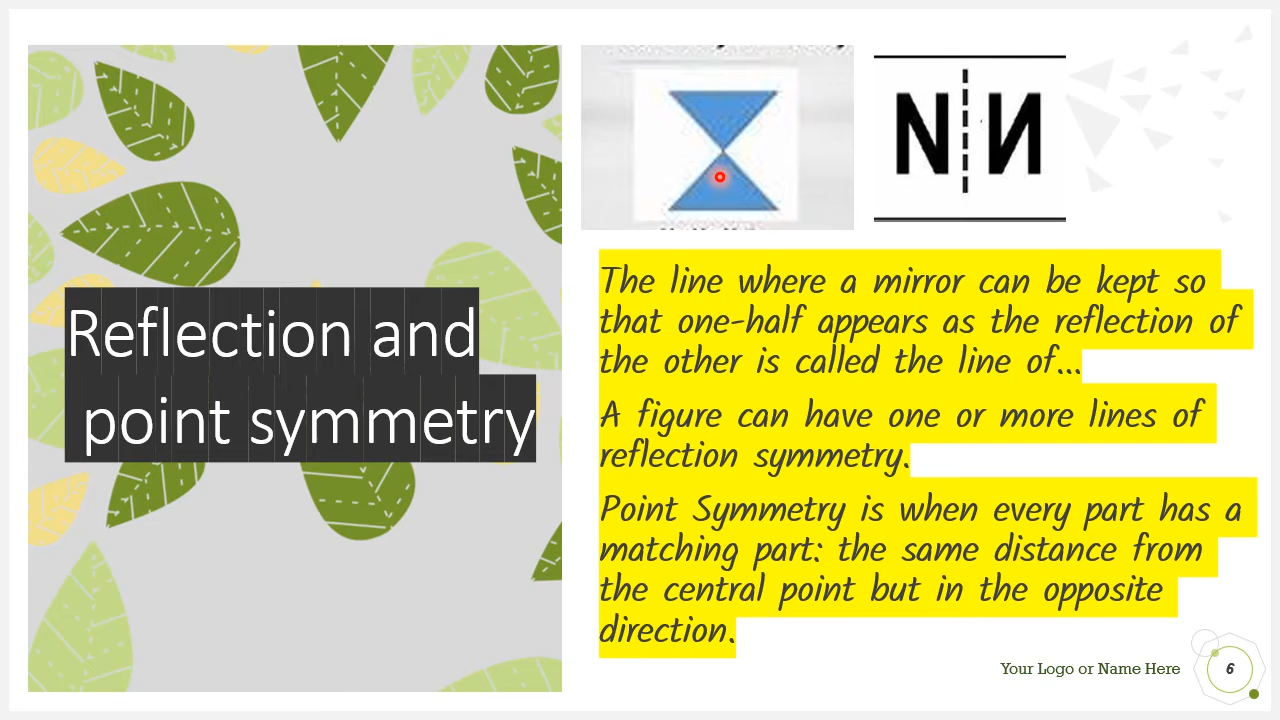 Reflection and
point symmetry
N И
The line where a mirror can be kept so
that one-half appears as the reflection of
the other is called the line of...
A figure can have one or more lines of
reflection symmetry.
Point Symmetry is when every part has a
matching part: the same distance from
the central point but in the opposite
direction.
Your Logo or Name Here
6